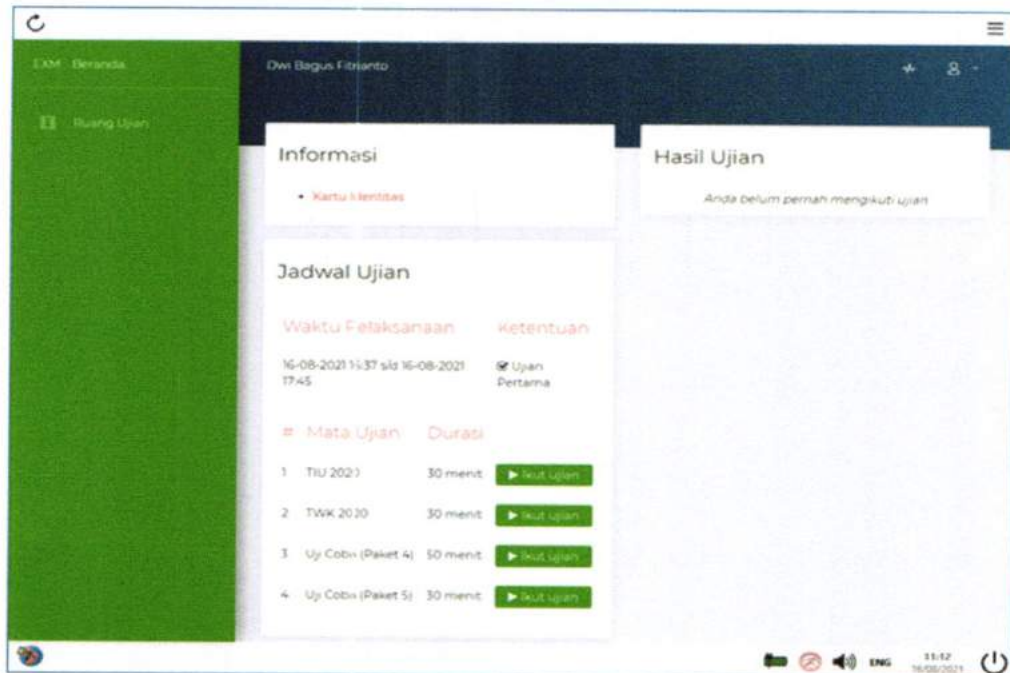 EXM Beranda
Ruang Ujian
Dwi Bagus Fitrianto
Informasi
• Kartu Identitas
Hasil Ujian
Anda belum pernah mengikuti ujian
Jadwal Ujian
Waktu Pelaksanaan Ketentuan
16-08-2021 s/d 16-08-2021 Ujian
17:45 Pertama
# Mata Ujian Durasi
1 TIU 2020 30 menit Ikut ujian
2 TWK 2020 30 menit Ikut ujian
3 Uji Coba (Paket 4) 50 menit Ikut ujian
4 Uji Coba (Paket 5) 30 menit Ikut ujian
ENG
11:12
16/08/2021